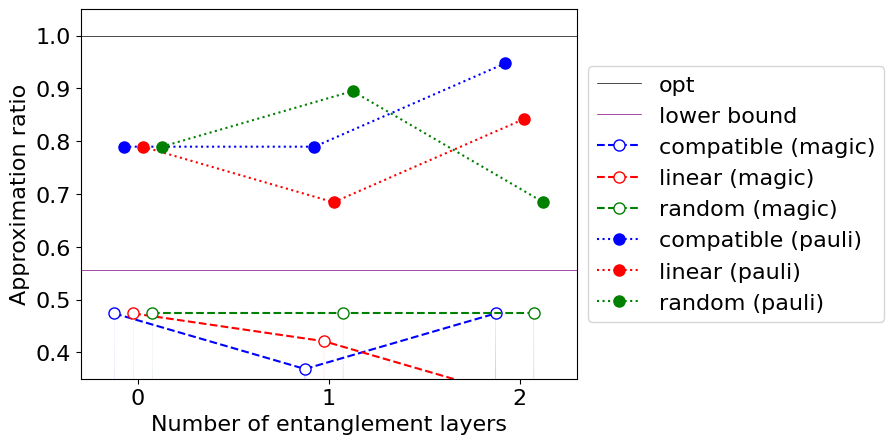 1.0
0.9
0.8
0.7
0.6
0.5
0.4
Approximation ratio
0
1
2
Number of entanglement layers
opt
lower bound
compatible (magic)
linear (magic)
random (magic)
compatible (pauli)
linear (pauli)
random (pauli)